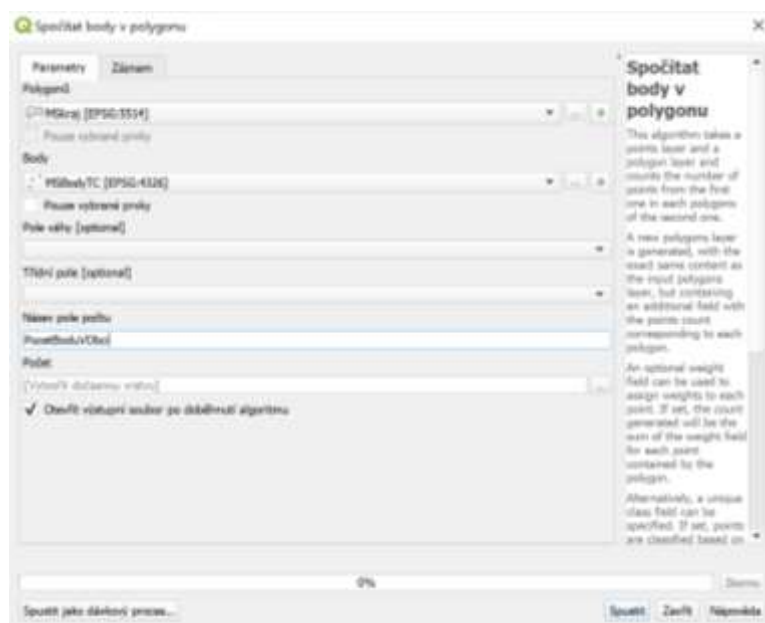 Spočítat body v polygonu
Parametry
Záznam
Polygonů
MSkraj [EPSG:5514]
Pouze vybrané prvky
Body
MSBodyTC [EPSG:4326]
Pouze vybrané prvky
Pole váhy [optional]
Třídní pole [optional]
Název pole počtu
PocetBoduVObci
Počet
[Vytvořit dočasnou vrstvu]
Otevřít výstupní soubor po doběhnutí algoritmu
Spočítat
body v
polygonu
This algorithm takes a
points layer and a
polygon layer and
counts the number of
points from the first
one in each polygons
of the second one.
A new polygons layer
is generated, with the
exact same content as
the input polygons
layer, but containing
an additional field with
the points count
corresponding to each
polygon.
An optional weight
field can be used to
assign weights to each
point. If set, the count
generated will be the
sum of the weight field
for each point
contained by the
polygon.
Alternatively, a unique
class field can be
specified. If set, points
are classified based on
0%
Storno
Spustit jako dávkový proces...
Spustit
Zavřít
Nápověda